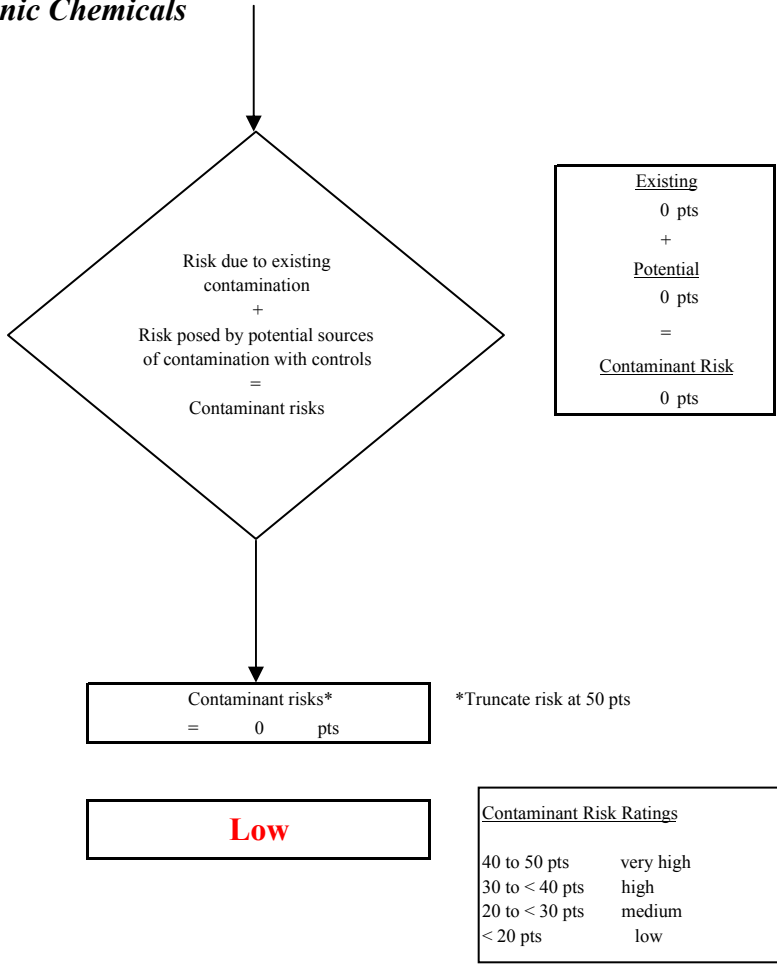 Chemicals
Risk due to existing
contamination
+
Risk posed by potential sources
of contamination with controls
=
Contaminant risks
Existing
0 pts
+
Potential
0 pts
=
Contaminant Risk
0 pts
Contaminant risks*
= 0 pts
*Truncate risk at 50 pts
Low
Contaminant Risk Ratings
40 to 50 pts very high
30 to < 40 pts high
20 to < 30 pts medium
< 20 pts low